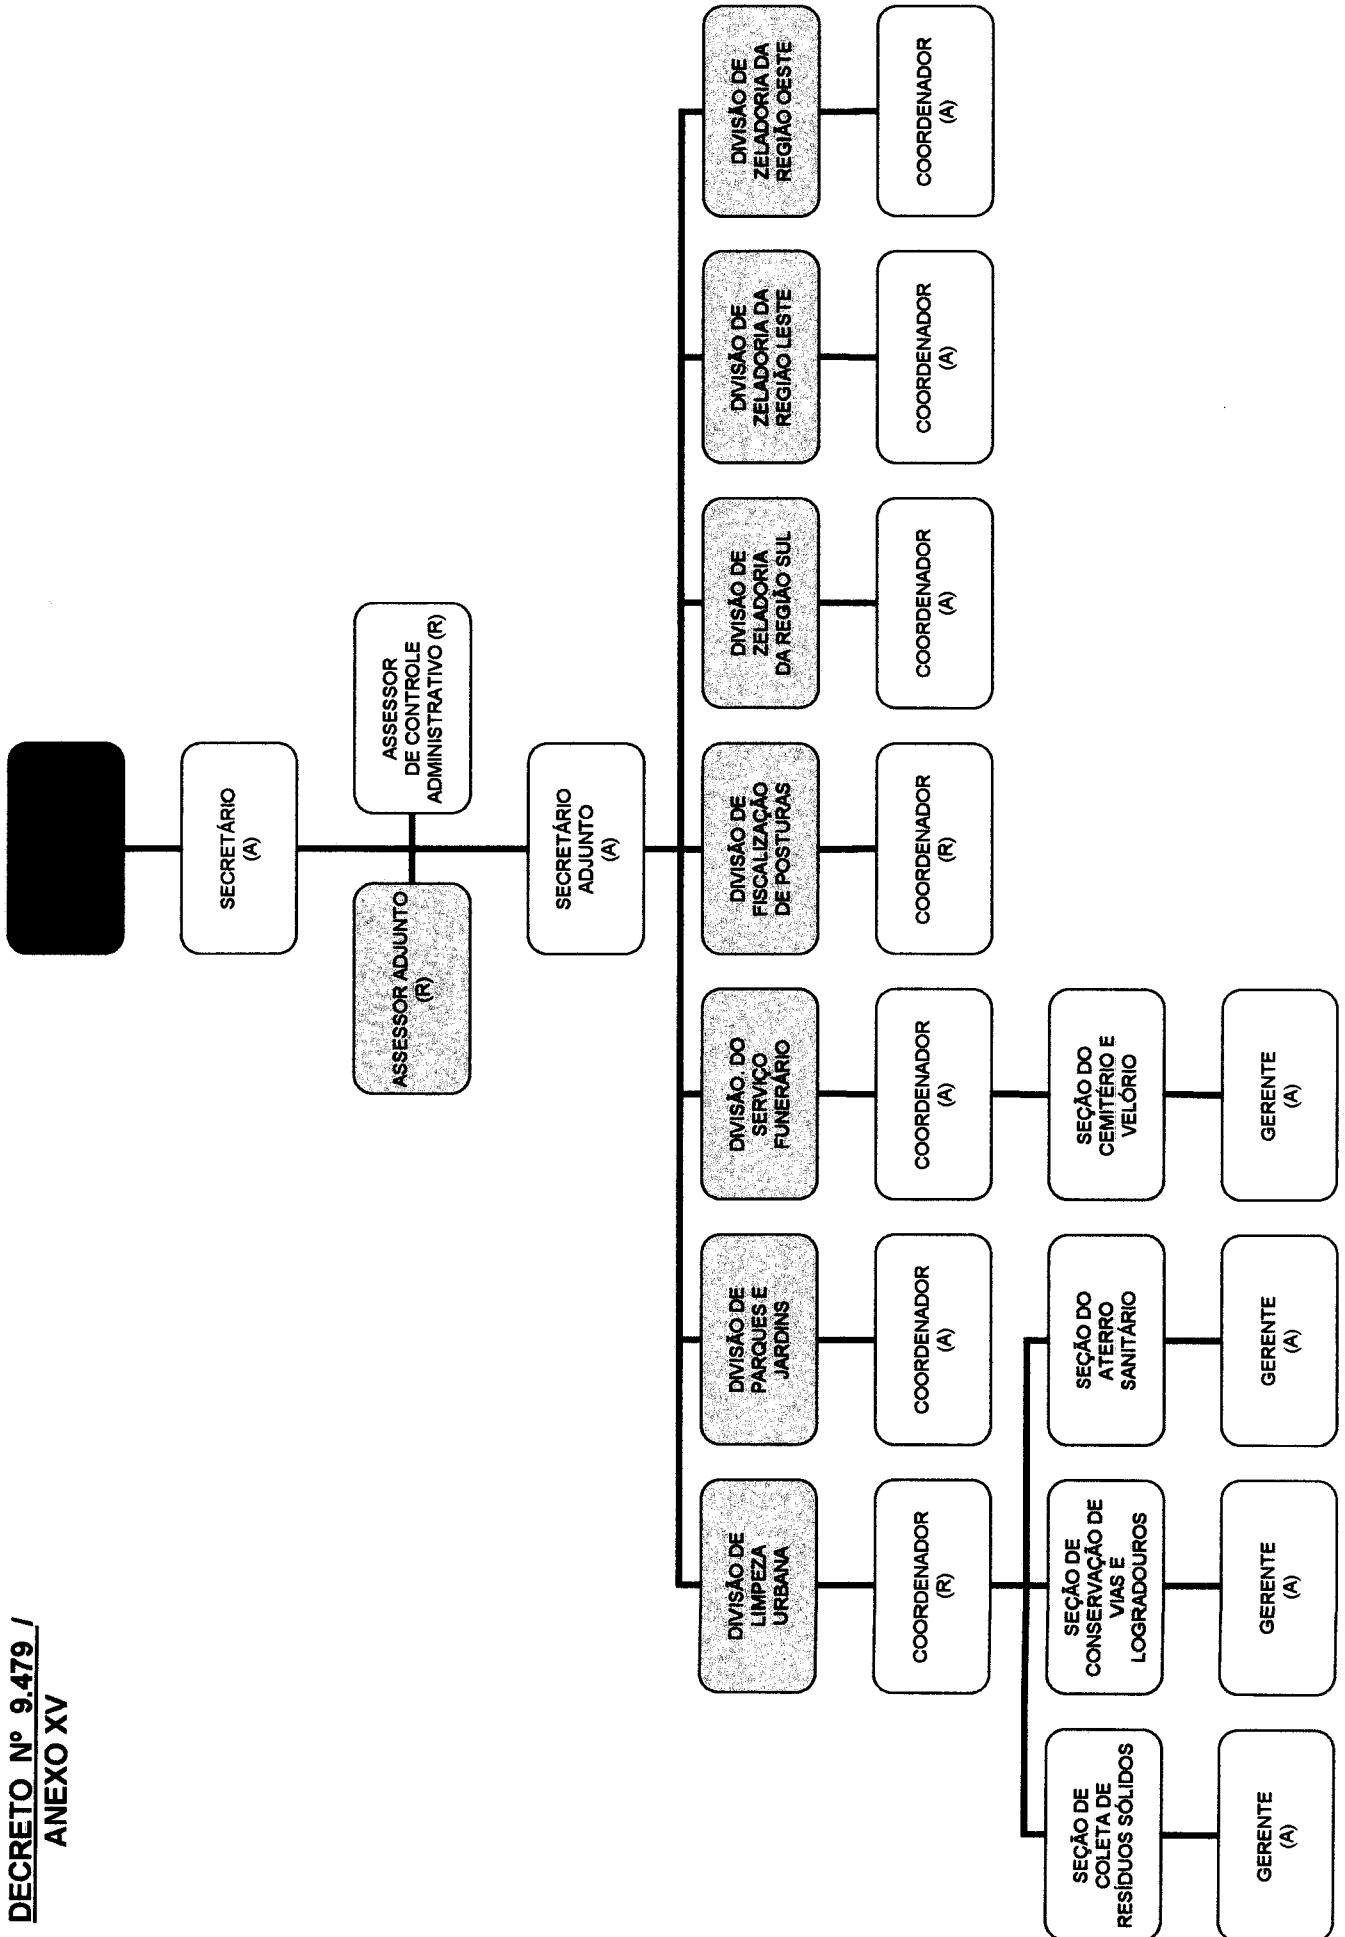 DECRETO Nº 9.479 /
ANEXO XV
SECRETÁRIO
(A)
ASSESSOR ADJUNTO
(R)
ASSESSOR
DE CONTROLE
ADMINISTRATIVO (R)
SECRETÁRIO
ADJUNTO
(A)
DIVISÃO DE
LIMPEZA
URBANA
DIVISÃO DE
PARQUES E
JARDINS
DIVISÃO. DO
SERVIÇO
FUNERÁRIO
DIVISÃO DE
FISCALIZAÇÃO
DE POSTURAS
DIVISÃO DE
ZELADORIA
DA REGIÃO SUL
DIVISÃO DE
ZELADORIA DA
REGIÃO LESTE
DIVISÃO DE
ZELADORIA DA
REGIÃO OESTE
COORDENADOR
(R)
COORDENADOR
(A)
COORDENADOR
(A)
COORDENADOR
(R)
COORDENADOR
(A)
COORDENADOR
(A)
COORDENADOR
(A)
SEÇÃO DE
COLETA DE
RESÍDUOS SÓLIDOS
SEÇÃO DE
CONSERVAÇÃO DE
VIAS E
LOGRADOUROS
SEÇÃO DO
ATERRO
SANITÁRIO
SEÇÃO DO
CEMITÉRIO E
VELÓRIO
GERENTE
(A)
GERENTE
(A)
GERENTE
(A)
GERENTE
(A)